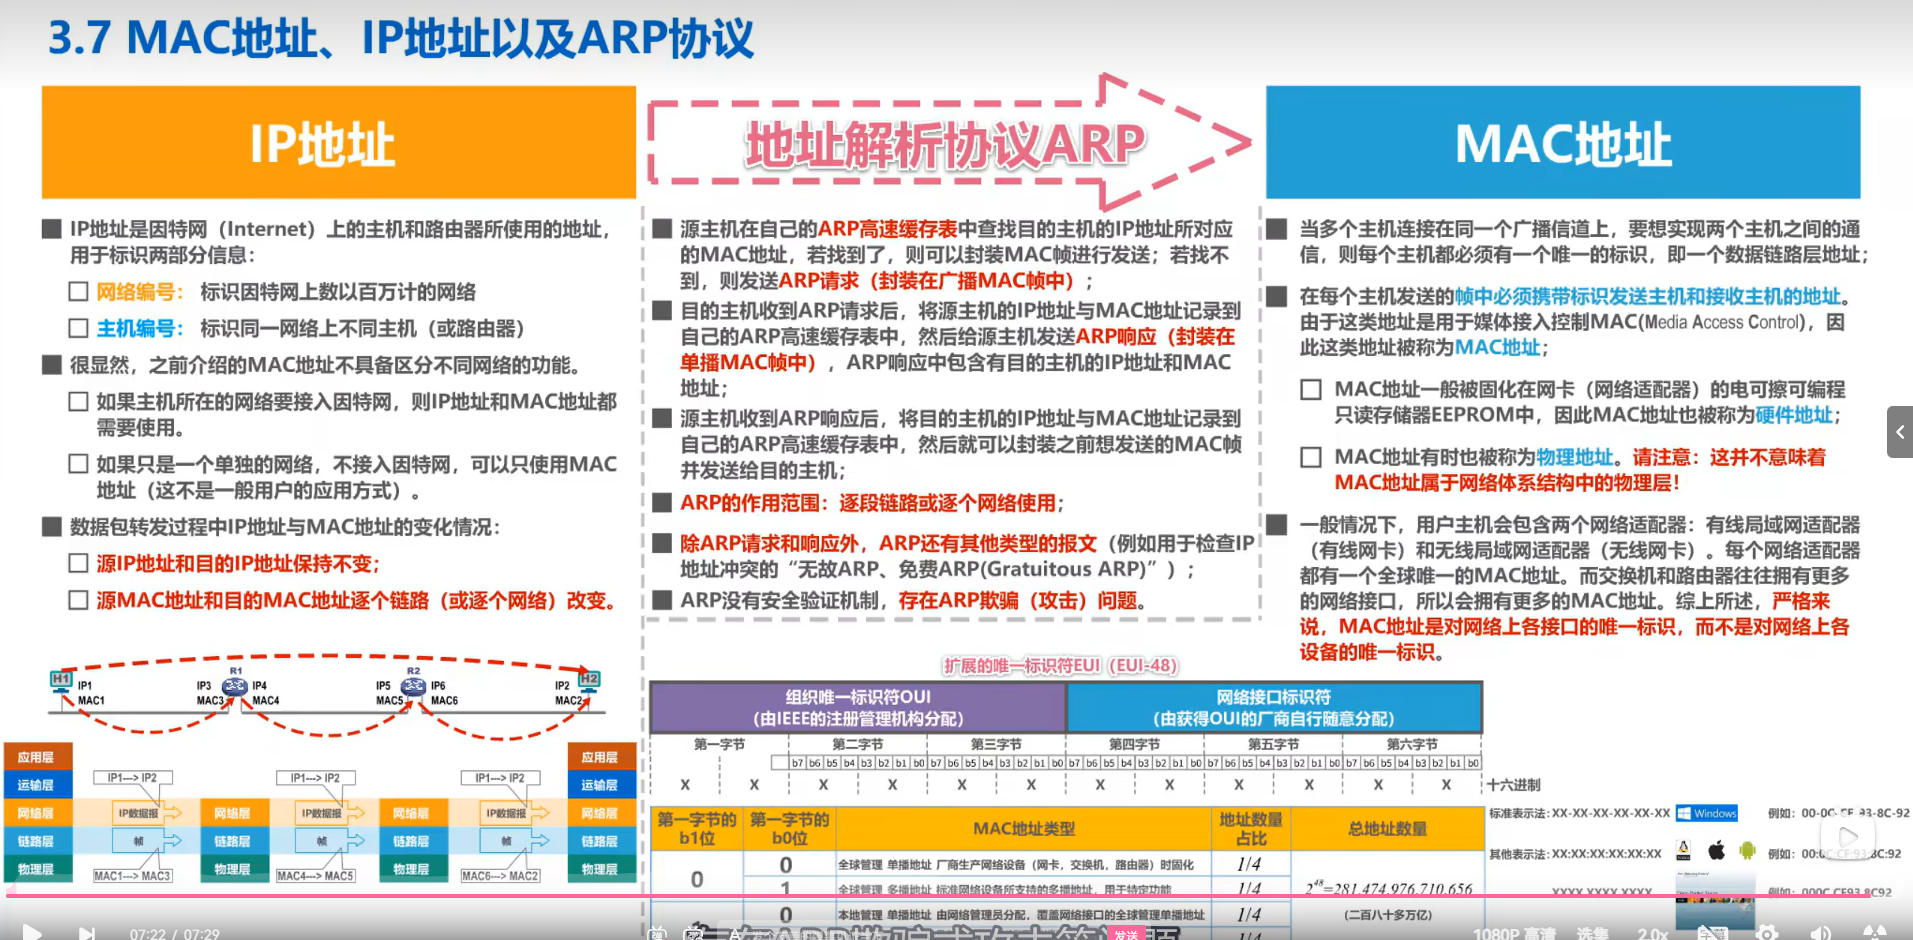 3.7 MAC地址、IP地址以及ARP协议
IP地址
IP地址是因特网（Internet）上的主机和路由器所使用的地址，
用于标识两部分信息：
网络编号： 标识因特网上数以百万计的网络
主机编号： 标识同一网络上不同主机（或路由器）
很显然，之前介绍的MAC地址不具备区分不同网络的功能。
如果主机所在的网络要接入因特网，则IP地址和MAC地址都
需要使用。
如果只是一个单独的网络，不接入因特网，可以只使用MAC
地址（这不是一般用户的应用方式）。
数据包转发过程中IP地址与MAC地址的变化情况：
源IP地址和目的IP地址保持不变；
源MAC地址和目的MAC地址逐个链路（或逐个网络）改变。
H1 R1 R2 H2
IP1 IP3 IP4 IP5 IP6 IP2
MAC1 MAC3 MAC4 MAC5 MAC6 MAC2
应用层 应用层
运输层 IP1---> IP2 IP1---> IP2 IP1---> IP2 运输层
网络层 IP数据报 网络层 IP数据报 网络层 IP数据报 网络层
链路层 帧 链路层 帧 链路层 帧 链路层
物理层 MAC1---> MAC3 物理层 MAC4---> MAC5 物理层 MAC6---> MAC2 物理层
地址解析协议ARP
源主机在自己的ARP高速缓存表中查找目的主机的IP地址所对应
的MAC地址，若找到了，则可以封装MAC帧进行发送；若找不
到，则发送ARP请求（封装在广播MAC帧中）；
目的主机收到ARP请求后，将源主机的IP地址与MAC地址记录到
自己的ARP高速缓存表中，然后给源主机发送ARP响应（封装在
单播MAC帧中），ARP响应中包含有目的主机的IP地址和MAC
地址；
源主机收到ARP响应后，将目的主机的IP地址与MAC地址记录到
自己的ARP高速缓存表中，然后就可以封装之前想发送的MAC帧
并发送给目的主机；
ARP的作用范围：逐段链路或逐个网络使用；
除ARP请求和响应外，ARP还有其他类型的报文（例如用于检查IP
地址冲突的“无故ARP、免费ARP(Gratuitous ARP)”）；
ARP没有安全验证机制，存在ARP欺骗（攻击）问题。
MAC地址
当多个主机连接在同一个广播信道上，要想实现两个主机之间的通
信，则每个主机都必须有一个唯一的标识，即一个数据链路层地址；
在每个主机发送的帧中必须携带标识发送主机和接收主机的地址。
由于这类地址是用于媒体接入控制MAC(Media Access Control)，因
此这类地址被称为MAC地址；
MAC地址一般被固化在网卡（网络适配器）的电可擦可编程
只读存储器EEPROM中，因此MAC地址也被称为硬件地址；
MAC地址有时也被称为物理地址。请注意：这并不意味着
MAC地址属于网络体系结构中的物理层！
一般情况下，用户主机会包含两个网络适配器：有线局域网适配器
（有线网卡）和无线局域网适配器（无线网卡）。每个网络适配器
都有一个全球唯一的MAC地址。而交换机和路由器往往拥有更多
的网络接口，所以会拥有更多的MAC地址。综上所述，严格来
说，MAC地址是对网络上各接口的唯一标识，而不是对网络上各
设备的唯一标识。
扩展的唯一标识符EUI（EUI-48）
组织唯一标识符OUI 网络接口标识符
（由IEEE的注册管理机构分配） （由获得OUI的厂商自行随意分配）
第一字节 第二字节 第三字节 第四字节 第五字节 第六字节
b7 b6 b5 b4 b3 b2 b1 b0 b7 b6 b5 b4 b3 b2 b1 b0 b7 b6 b5 b4 b3 b2 b1 b0 b7 b6 b5 b4 b3 b2 b1 b0 b7 b6 b5 b4 b3 b2 b1 b0
X X X X X X X X X X X X 十六进制
第一字节的 第一字节的 MAC地址类型 地址数量 总地址数量
b1位 b0位 占比
0 0 全球管理 单播地址 厂商生产网络设备（网卡，交换机，路由器）时固化 1/4
1 全球管理 多播地址 标准网络设备所支持的多播地址，用于特定功能 1/4 2^48=281,474,976,710,656
0 本地管理 单播地址 由网络管理员分配，覆盖网络接口的全球管理单播地址 1/4 （二百八十多万亿）
标准表示法：XX-XX-XX-XX-XX-XX Windows 例如：00-0C-CF-93-8C-92
其他表示法：XX:XX:XX:XX:XX:XX 例如：00:0C:CF:93:8C:92
XXXX.XXXX.XXXX 例如：000C.CF93.8C92
07:22 / 07:29
发送
1080P 高清 选集 2.0x